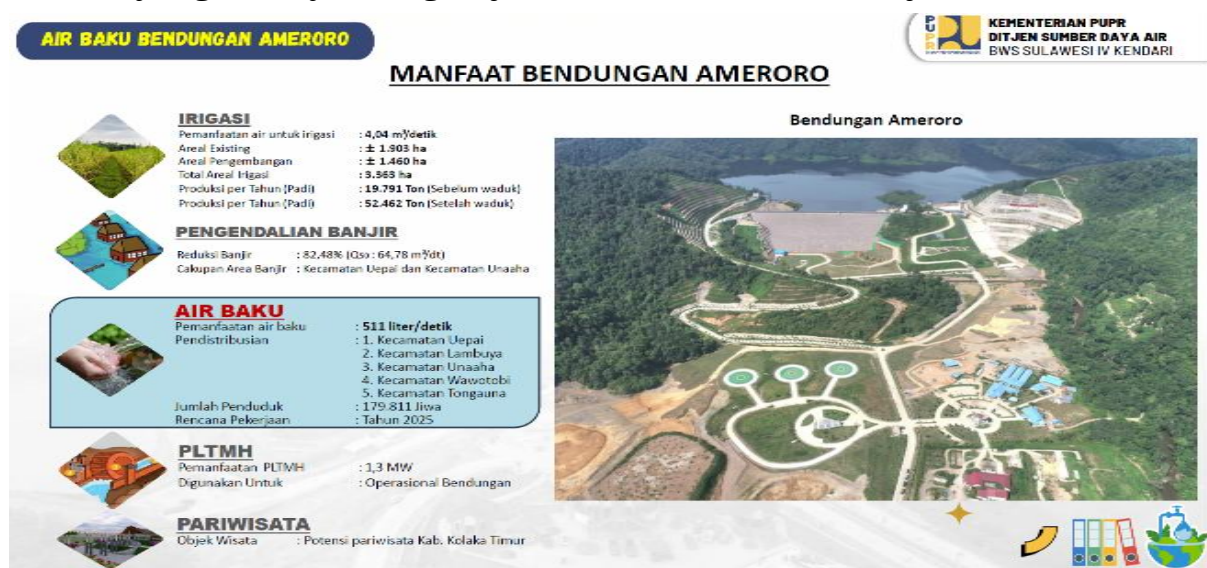 AIR BAKU BENDUNGAN AMERORO
PUPR
KEMENTERIAN PUPR
DITJEN SUMBER DAYA AIR
BWS SULAWESI IV KENDARI
MANFAAT BENDUNGAN AMERORO
IRIGASI
Pemanfaatan air untuk irigasi : 4,04 m³/detik
Areal Existing : ± 1.903 ha
Areal Pengembangan : ± 1.460 ha
Total Areal Irigasi : 3.363 ha
Produksi per Tahun (Padi) : 19.791 Ton (Sebelum waduk)
Produksi per Tahun (Padi) : 52.462 Ton (Setelah waduk)
PENGENDALIAN BANJIR
Reduksi Banjir : 82,48% (Q50 : 64,78 m³/dt)
Cakupan Area Banjir : Kecamatan Uepai dan Kecamatan Unaaha
AIR BAKU
Pemanfaatan air baku : 511 liter/detik
Pendistribusian : 1. Kecamatan Uepai
2. Kecamatan Lambuya
3. Kecamatan Unaaha
4. Kecamatan Wawotobi
5. Kecamatan Tongauna
Jumlah Penduduk : 179.811 Jiwa
Rencana Pekerjaan : Tahun 2025
PLTMH
Pemanfaatan PLTMH : 1,3 MW
Digunakan Untuk : Operasional Bendungan
PARIWISATA
Objek Wisata : Potensi pariwisata Kab. Kolaka Timur
Bendungan Ameroro